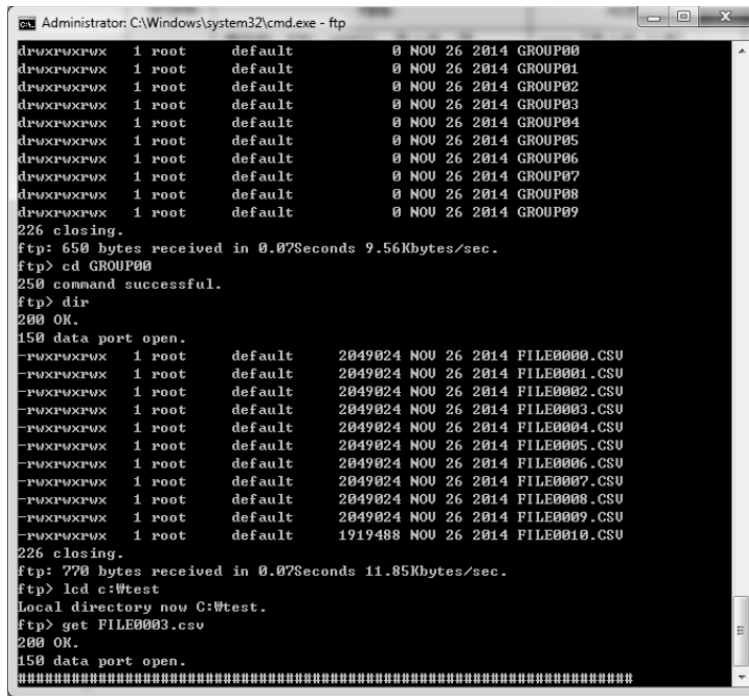 Administrator: C:\Windows\system32\cmd.exe - ftp
drwxrwxrwx 1 root default 0 NOV 26 2014 GROUP00
drwxrwxrwx 1 root default 0 NOV 26 2014 GROUP01
drwxrwxrwx 1 root default 0 NOV 26 2014 GROUP02
drwxrwxrwx 1 root default 0 NOV 26 2014 GROUP03
drwxrwxrwx 1 root default 0 NOV 26 2014 GROUP04
drwxrwxrwx 1 root default 0 NOV 26 2014 GROUP05
drwxrwxrwx 1 root default 0 NOV 26 2014 GROUP06
drwxrwxrwx 1 root default 0 NOV 26 2014 GROUP07
drwxrwxrwx 1 root default 0 NOV 26 2014 GROUP08
drwxrwxrwx 1 root default 0 NOV 26 2014 GROUP09
226 closing.
ftp: 650 bytes received in 0.07Seconds 9.56Kbytes/sec.
ftp> cd GROUP00
250 command successful.
ftp> dir
200 OK.
150 data port open.
-rwxrwxrwx 1 root default 2049024 NOV 26 2014 FILE0000.CSV
-rwxrwxrwx 1 root default 2049024 NOV 26 2014 FILE0001.CSV
-rwxrwxrwx 1 root default 2049024 NOV 26 2014 FILE0002.CSV
-rwxrwxrwx 1 root default 2049024 NOV 26 2014 FILE0003.CSV
-rwxrwxrwx 1 root default 2049024 NOV 26 2014 FILE0004.CSV
-rwxrwxrwx 1 root default 2049024 NOV 26 2014 FILE0005.CSV
-rwxrwxrwx 1 root default 2049024 NOV 26 2014 FILE0006.CSV
-rwxrwxrwx 1 root default 2049024 NOV 26 2014 FILE0007.CSV
-rwxrwxrwx 1 root default 2049024 NOV 26 2014 FILE0008.CSV
-rwxrwxrwx 1 root default 2049024 NOV 26 2014 FILE0009.CSV
-rwxrwxrwx 1 root default 1919488 NOV 26 2014 FILE0010.CSV
226 closing.
ftp: 770 bytes received in 0.07Seconds 11.85Kbytes/sec.
ftp> lcd c:₩test
Local directory now C:₩test.
ftp> get FILE0003.csv
200 OK.
150 data port open.
######################################################################